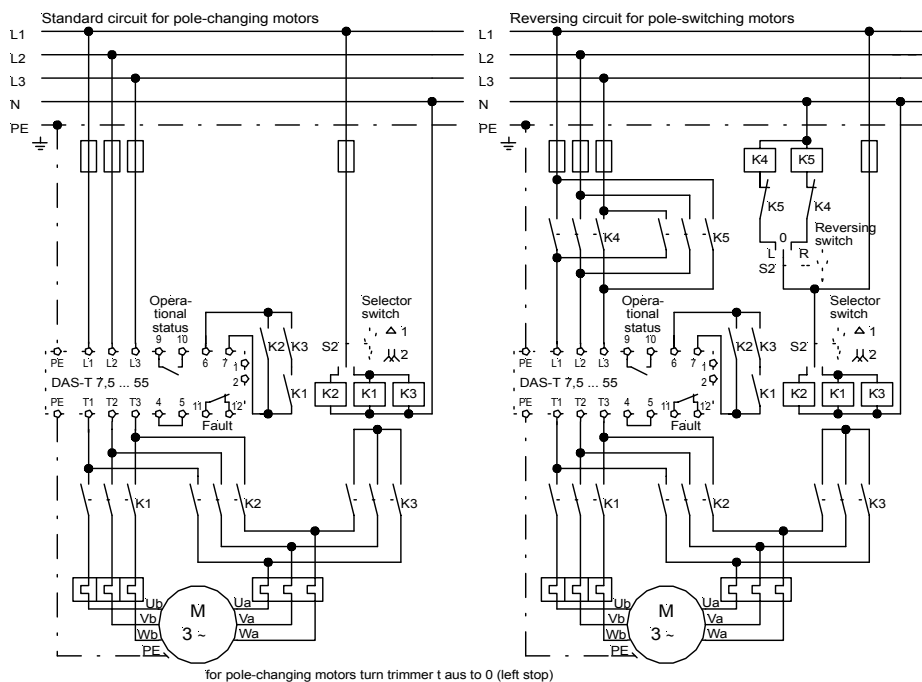 Standard circuit for pole-changing motors
L1
L2
L3
N
PE
Opera-
tional
status
9 10
6 7
1
2
K2 K3
K1
Selector
switch
1
2
S2
PE L1 L2 L3
DAS-T 7,5 ... 55
PE T1 T2 T3 4 5 11 12
Fault
K2 K1 K3
K1 K2 K3
Ub Ua
Vb Va
Wb Wa
M
3 ~
PE
Reversing circuit for pole-switching motors
L1
L2
L3
N
PE
K4 K5
K5 K4
0
L R
S2
Reversing
switch
K4 K5
Opera-
tional
status
9 10
6 7
1
2
K2 K3
K1
Selector
switch
1
2
S2
PE L1 L2 L3
DAS-T 7,5 ... 55
PE T1 T2 T3 4 5 11 12
Fault
K2 K1 K3
K1 K2 K3
Ub Ua
Vb Va
Wb Wa
M
3 ~
PE
for pole-changing motors turn trimmer t aus to 0 (left stop)